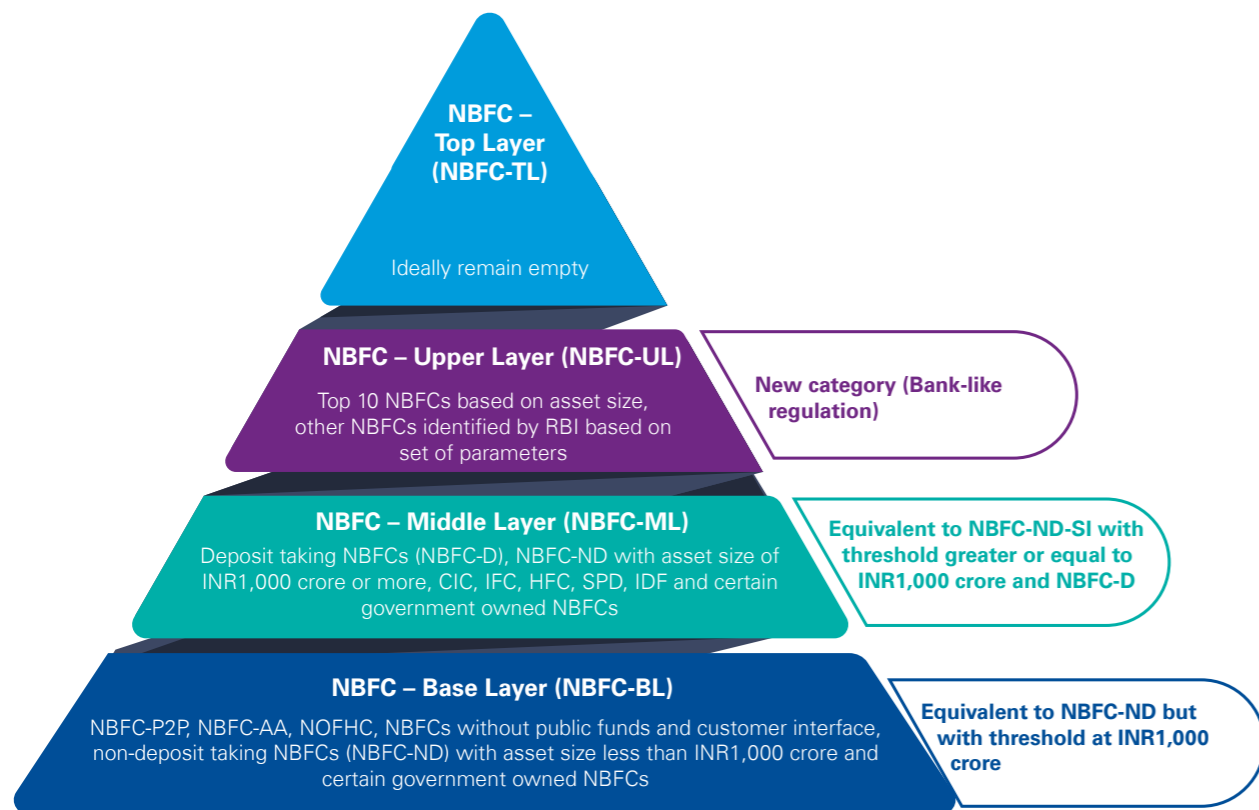 NBFC –
Top Layer
(NBFC-TL)
Ideally remain empty
NBFC – Upper Layer (NBFC-UL)
Top 10 NBFCs based on asset size,
other NBFCs identified by RBI based on
set of parameters
New category (Bank-like
regulation)
NBFC – Middle Layer (NBFC-ML)
Deposit taking NBFCs (NBFC-D), NBFC-ND with asset size of
INR1,000 crore or more, CIC, IFC, HFC, SPD, IDF and certain
government owned NBFCs
Equivalent to NBFC-ND-SI with
threshold greater or equal to
INR1,000 crore and NBFC-D
NBFC – Base Layer (NBFC-BL)
NBFC-P2P, NBFC-AA, NOFHC, NBFCs without public funds and customer interface,
non-deposit taking NBFCs (NBFC-ND) with asset size less than INR1,000 crore and
certain government owned NBFCs
Equivalent to NBFC-ND but
with threshold at INR1,000
crore